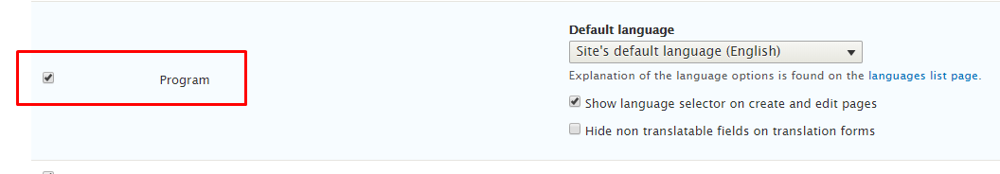 Default language
Site's default language (English)
Program
Explanation of the language options is found on the languages list page.
Show language selector on create and edit pages
Hide non translatable fields on translation forms